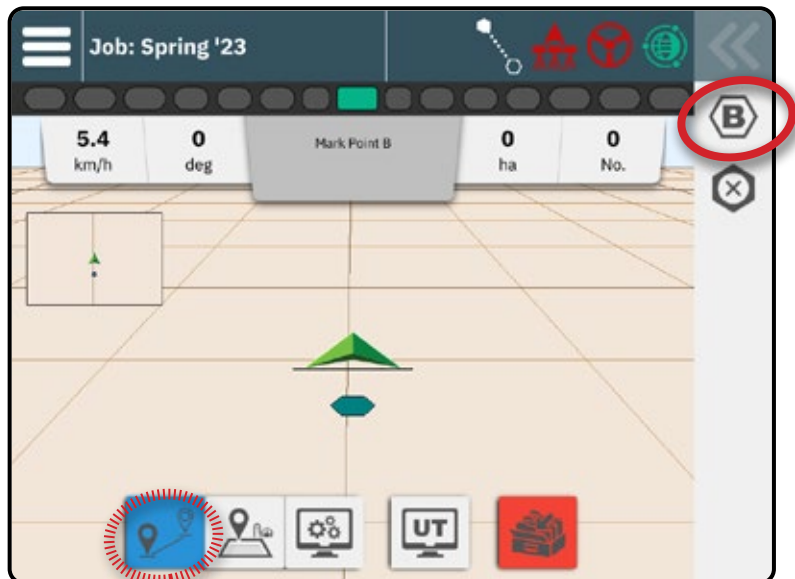 Job: Spring '23
B
5.4
km/h
0
deg
Mark Point B
0
ha
0
No.
UT